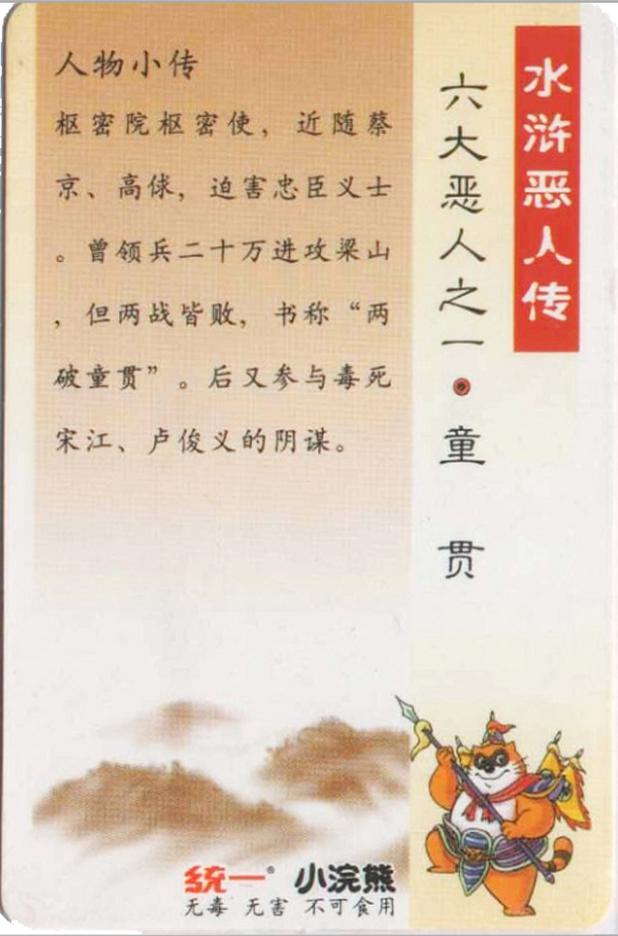 水浒恶人传
六大恶人之一·童贯
人物小传
枢密院枢密使，近随蔡
京、高俅，迫害忠臣义士
。曾领兵二十万进攻梁山
，但两战皆败，书称“两
破童贯”。后又参与毒死
宋江、卢俊义的阴谋。
统一® 小浣熊
无毒 无害 不可食用